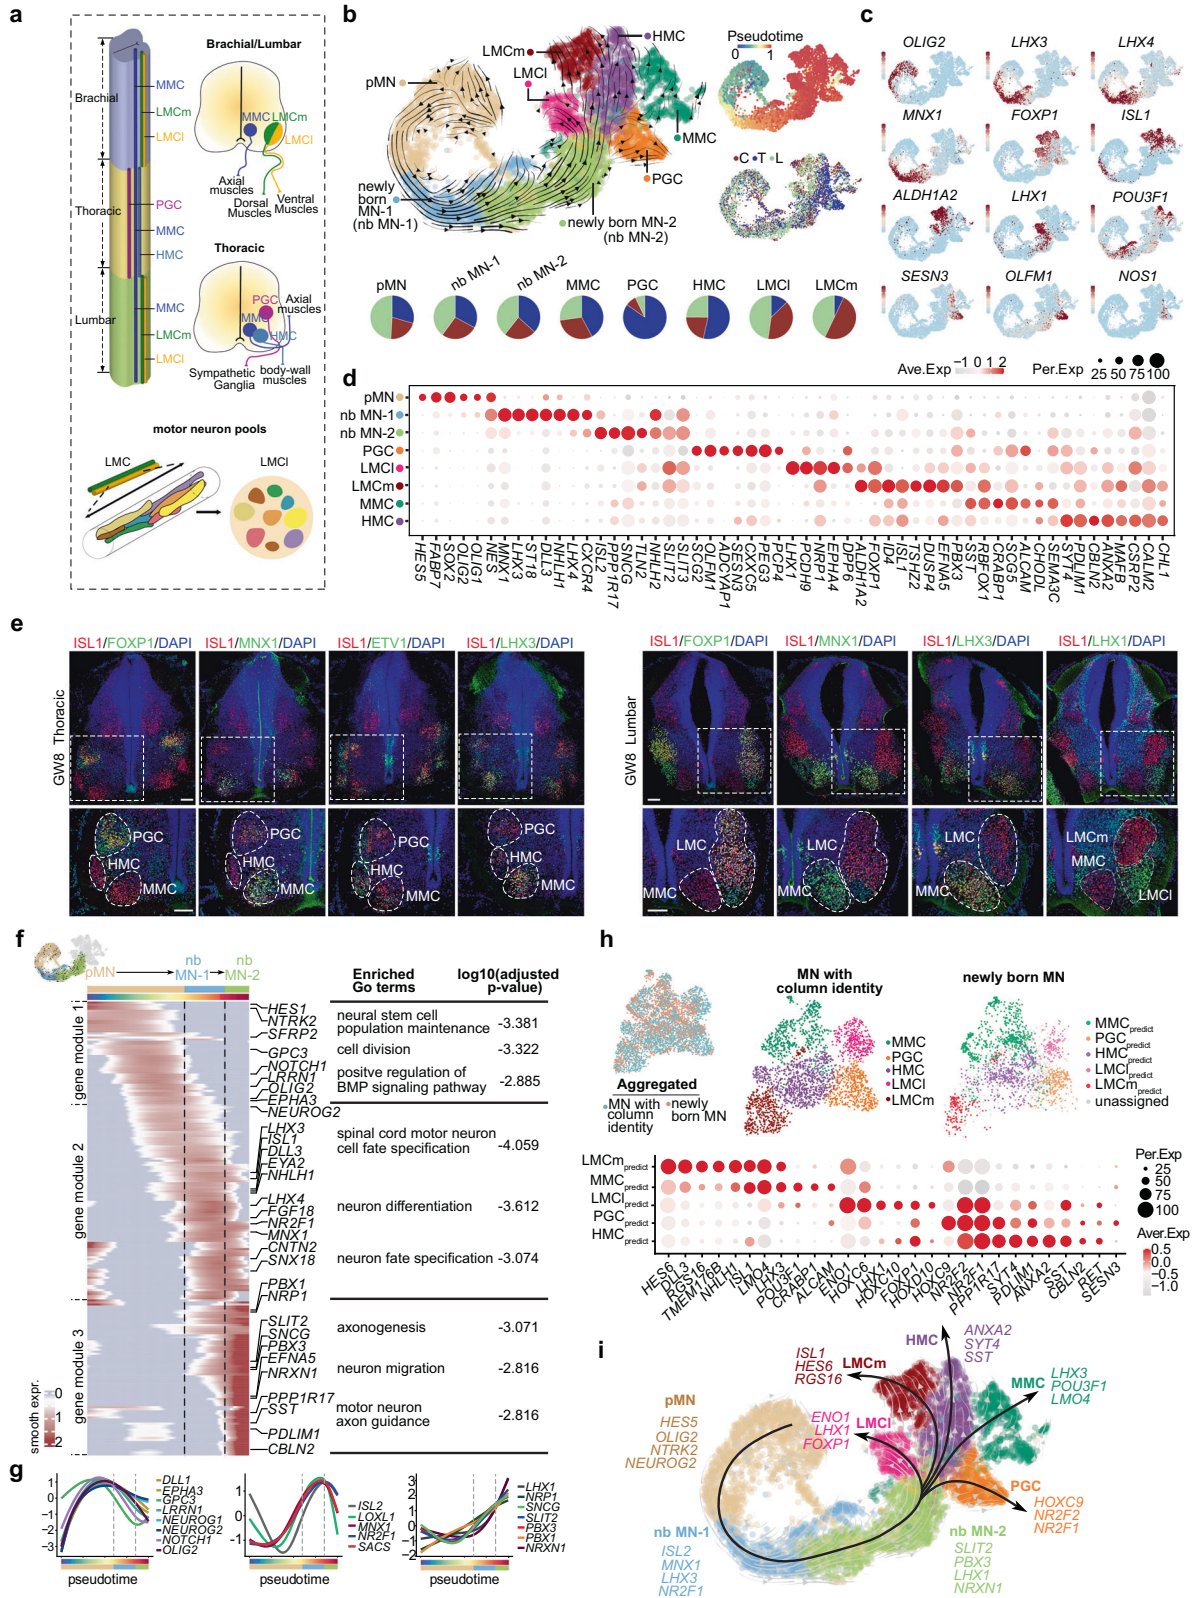 a
Brachial/Lumbar
Brachial
MMC
LMCm
LMCl
MMC
LMCm
LMCl
Axial
muscles
Dorsal
Muscles
Ventral
Muscles
Thoracic
PGC
MMC
HMC
Thoracic
PGC
Axial
muscles
MMC
HMC
Sympathetic
Ganglia
body-wall
muscles
Lumbar
MMC
LMCm
LMCl
motor neuron pools
LMC
LMCl
b
pMN
LMCm
HMC
LMCl
MMC
PGC
newly
born
MN-1
(nb MN-1)
newly born MN-2
(nb MN-2)
Pseudotime
0 1
C T L
pMN
nb MN-1
nb MN-2
MMC
PGC
HMC
LMCl
LMCm
c
OLIG2
LHX3
LHX4
MNX1
FOXP1
ISL1
ALDH1A2
LHX1
POU3F1
SESN3
OLFM1
NOS1
Ave.Exp −1 0 1 2
Per.Exp
25 50 75 100
d
pMN
nb MN-1
nb MN-2
PGC
LMCl
LMCm
MMC
HMC
HES5
FABP7
SOX2
OLIG2
OLIG1
NES
MNX1
LHX3
ST18
DLL3
NHLH1
LHX4
CXCR4
ISL2
PPP1R17
SNCG
TLN2
NHLH2
SLIT2
SLIT3
SCG2
OLFM1
ADCYAP1
SESN3
CXXC5
PEG3
PCP4
LHX1
PCDH9
NRP1
EPHA4
DPP6
ALDH1A2
FOXP1
ID4
ISL1
TSHZ2
DUSP4
EFNA5
PBX3
SST
RBFOX1
CRABP1
SCG5
ALCAM
CHODL
SEMA3C
SYT4
PDLIM1
CBLN2
ANXA2
MAFB
CSRP2
CALM2
CHL1
e
ISL1/FOXP1/DAPI
ISL1/MNX1/DAPI
ISL1/ETV1/DAPI
ISL1/LHX3/DAPI
GW8 Thoracic
PGC
HMC
MMC
PGC
HMC
MMC
PGC
HMC
MMC
PGC
HMC
MMC
ISL1/FOXP1/DAPI
ISL1/MNX1/DAPI
ISL1/LHX3/DAPI
ISL1/LHX1/DAPI
GW8 Lumbar
LMC
MMC
LMC
MMC
LMC
MMC
LMCm
MMC
LMCl
f
pMN
nb
MN-1
nb
MN-2
gene module 1
gene module 2
gene module 3
HES1
NTRK2
SFRP2
GPC3
NOTCH1
LRRN1
OLIG2
EPHA3
NEUROG2
LHX3
ISL1
DLL3
EYA2
NHLH1
LHX4
FGF18
NR2F1
MNX1
CNTN2
SNX18
PBX1
NRP1
SLIT2
SNCG
PBX3
EFNA5
NRXN1
PPP1R17
SST
PDLIM1
CBLN2
smooth expr.
0
1
2
Enriched
Go terms
log10(adjusted
p-value)
neural stem cell
population maintenance
-3.381
cell division
-3.322
positve regulation of
BMP signaling pathway
-2.885
spinal cord motor neuron
cell fate specification
-4.059
neuron differentiation
-3.612
neuron fate specification
-3.074
axonogenesis
-3.071
neuron migration
-2.816
motor neuron
axon guidance
-2.816
g
1
0
−1
−2
−3
DLL1
EPHA3
GPC3
LRRN1
NEUROG1
NEUROG2
NOTCH1
OLIG2
pseudotime
1
0
−1
ISL2
LOXL1
MNX1
NR2F1
SACS
pseudotime
3
2
1
0
−1
−2
LHX1
NRP1
SNCG
SLIT2
PBX3
PBX1
NRXN1
pseudotime
h
Aggregated
MN with
column
identity
newly
born MN
MN with
column identity
MMC
PGC
HMC
LMCl
LMCm
newly born MN
MMCpredict
PGCpredict
HMCpredict
LMClpredict
LMCmpredict
unassigned
LMCmpredict
MMCpredict
LMClpredict
PGCpredict
HMCpredict
HES6
DLL3
RGS16
TMEM176B
NHLH1
ISL1
LMO4
LHX3
POU3F1
CRABP1
ALCAM
ENO1
HOXC6
LHX1
HOXC10
FOXP1
HOXD10
HOXC9
NR2F2
NR2F1
PPP1R17
SYT4
PDLIM1
ANXA2
SST
CBLN2
RET
SESN3
Per.Exp
25
50
75
100
Aver.Exp
0.5
0.0
−0.5
−1.0
i
pMN
HES5
OLIG2
NTRK2
NEUROG2
nb MN-1
ISL2
MNX1
LHX3
NR2F1
nb MN-2
SLIT2
PBX3
LHX1
NRXN1
ISL1
HES6
RGS16
LMCm
ENO1
LHX1
FOXP1
LMCl
HMC
ANXA2
SYT4
SST
MMC
LHX3
POU3F1
LMO4
PGC
HOXC9
NR2F2
NR2F1